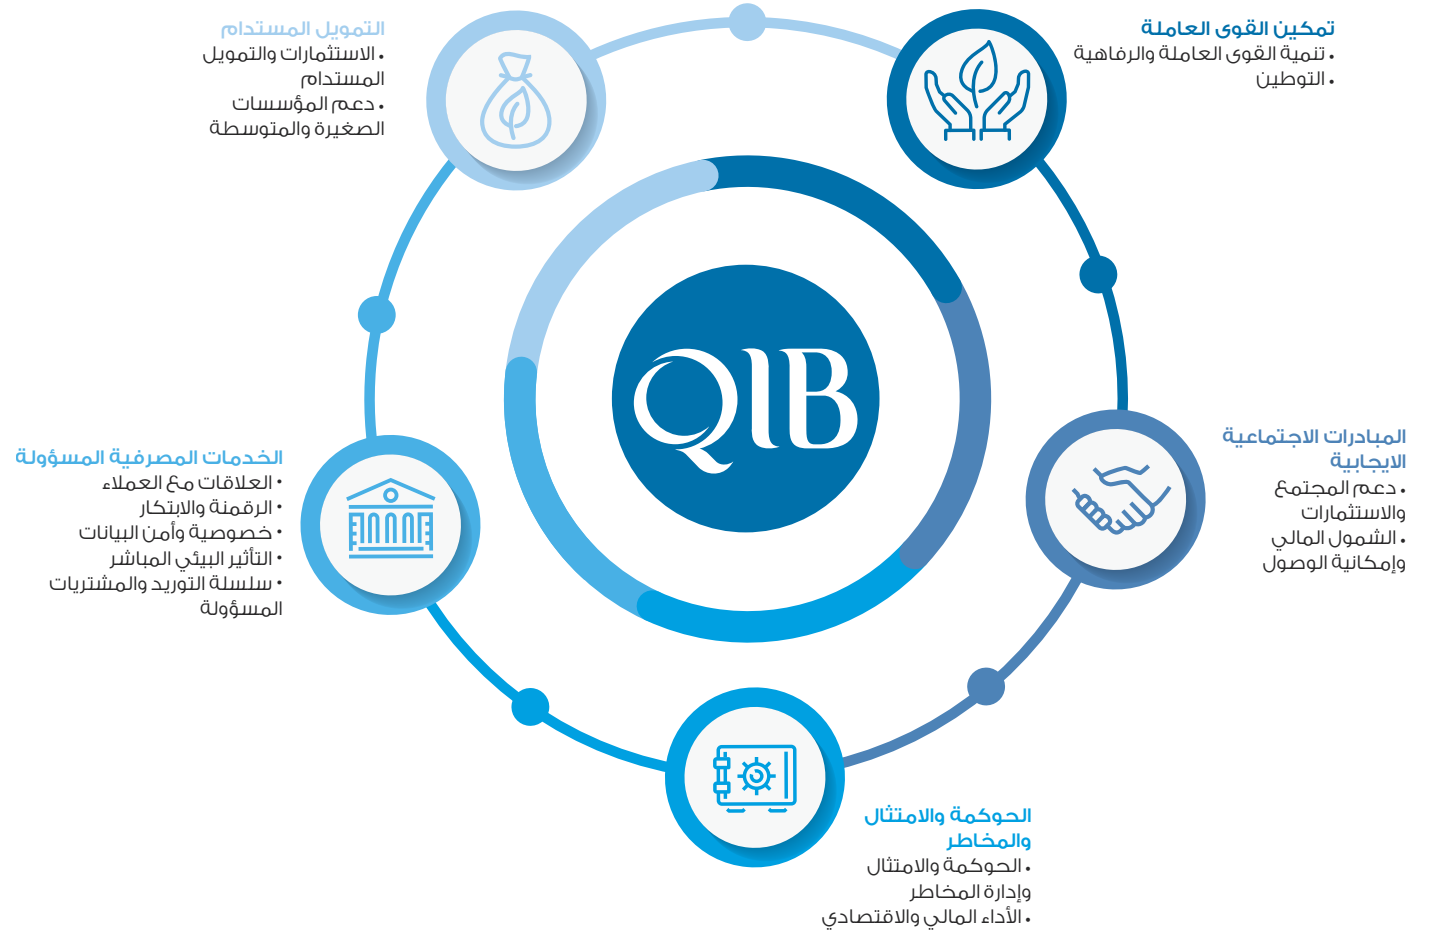 تمكين القوى العاملة
• تنمية القوى العاملة والرفاهية
• التوطين
التمويل المستدام
• الاستثمارات والتمويل
المستدام
• دعم المؤسسات
الصغيرة والمتوسطة
QIB
المبادرات الاجتماعية
الايجابية
• دعم المجتمع
والاستثمارات
• الشمول المالي
وإمكانية الوصول
الخدمات المصرفية المسؤولة
• العلاقات مع العملاء
• الرقمنة والابتكار
• خصوصية وأمن البيانات
• التأثير البيئي المباشر
• سلسلة التوريد والمشتريات
المسؤولة
الحوكمة والامتثال
والمخاطر
• الحوكمة والامتثال
وإدارة المخاطر
• الأداء المالي والاقتصادي